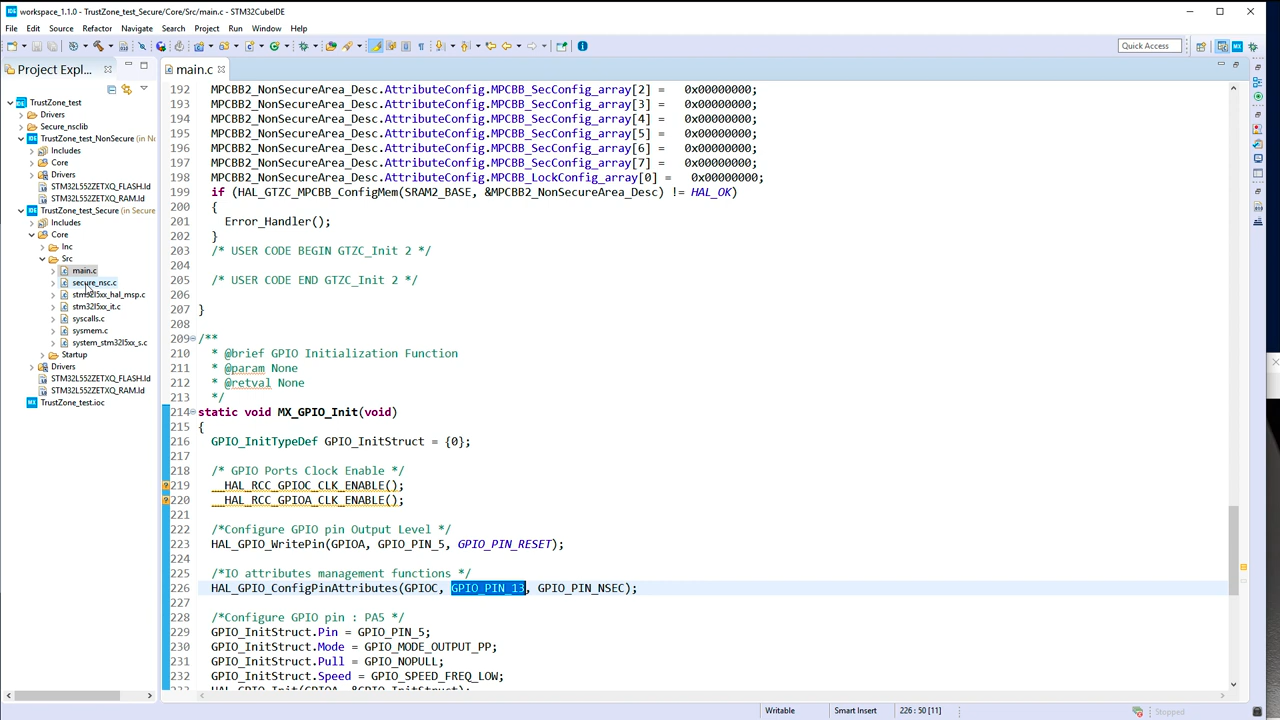 workspace_1.1.0 - TrustZone_test_Secure/Core/Src/main.c - STM32CubeIDE
File Edit Source Refactor Navigate Search Project Run Window Help
Quick Access
Project Expl...
TrustZone_test
Drivers
Secure_nsclib
TrustZone_test_NonSecure (in No
Includes
Core
Drivers
STM32L552ZETXQ_FLASH.ld
STM32L552ZETXQ_RAM.ld
TrustZone_test_Secure (in Secure
Includes
Core
Inc
Src
main.c
secure_nsc.c
stm32l5xx_hal_msp.c
stm32l5xx_it.c
syscalls.c
sysmem.c
system_stm32l5xx_s.c
Startup
Drivers
STM32L552ZETXQ_FLASH.ld
STM32L552ZETXQ_RAM.ld
TrustZone_test.ioc
main.c
192 MPCBB2_NonSecureArea_Desc.AttributeConfig.MPCBB_SecConfig_array[2] = 0x00000000;
193 MPCBB2_NonSecureArea_Desc.AttributeConfig.MPCBB_SecConfig_array[3] = 0x00000000;
194 MPCBB2_NonSecureArea_Desc.AttributeConfig.MPCBB_SecConfig_array[4] = 0x00000000;
195 MPCBB2_NonSecureArea_Desc.AttributeConfig.MPCBB_SecConfig_array[5] = 0x00000000;
196 MPCBB2_NonSecureArea_Desc.AttributeConfig.MPCBB_SecConfig_array[6] = 0x00000000;
197 MPCBB2_NonSecureArea_Desc.AttributeConfig.MPCBB_SecConfig_array[7] = 0x00000000;
198 MPCBB2_NonSecureArea_Desc.AttributeConfig.MPCBB_LockConfig_array[0] = 0x00000000;
199 if (HAL_GTZC_MPCBB_ConfigMem(SRAM2_BASE, &MPCBB2_NonSecureArea_Desc) != HAL_OK)
200 {
201 Error_Handler();
202 }
203 /* USER CODE BEGIN GTZC_Init 2 */
204
205 /* USER CODE END GTZC_Init 2 */
206
207 }
208
209 /**
210 * @brief GPIO Initialization Function
211 * @param None
212 * @retval None
213 */
214 static void MX_GPIO_Init(void)
215 {
216 GPIO_InitTypeDef GPIO_InitStruct = {0};
217
218 /* GPIO Ports Clock Enable */
219 __HAL_RCC_GPIOC_CLK_ENABLE();
220 __HAL_RCC_GPIOA_CLK_ENABLE();
221
222 /*Configure GPIO pin Output Level */
223 HAL_GPIO_WritePin(GPIOA, GPIO_PIN_5, GPIO_PIN_RESET);
224
225 /*IO attributes management functions */
226 HAL_GPIO_ConfigPinAttributes(GPIOC, GPIO_PIN_13, GPIO_PIN_NSEC);
227
228 /*Configure GPIO pin : PA5 */
229 GPIO_InitStruct.Pin = GPIO_PIN_5;
230 GPIO_InitStruct.Mode = GPIO_MODE_OUTPUT_PP;
231 GPIO_InitStruct.Pull = GPIO_NOPULL;
232 GPIO_InitStruct.Speed = GPIO_SPEED_FREQ_LOW;
Writable Smart Insert 226 : 50 [11] Stopped